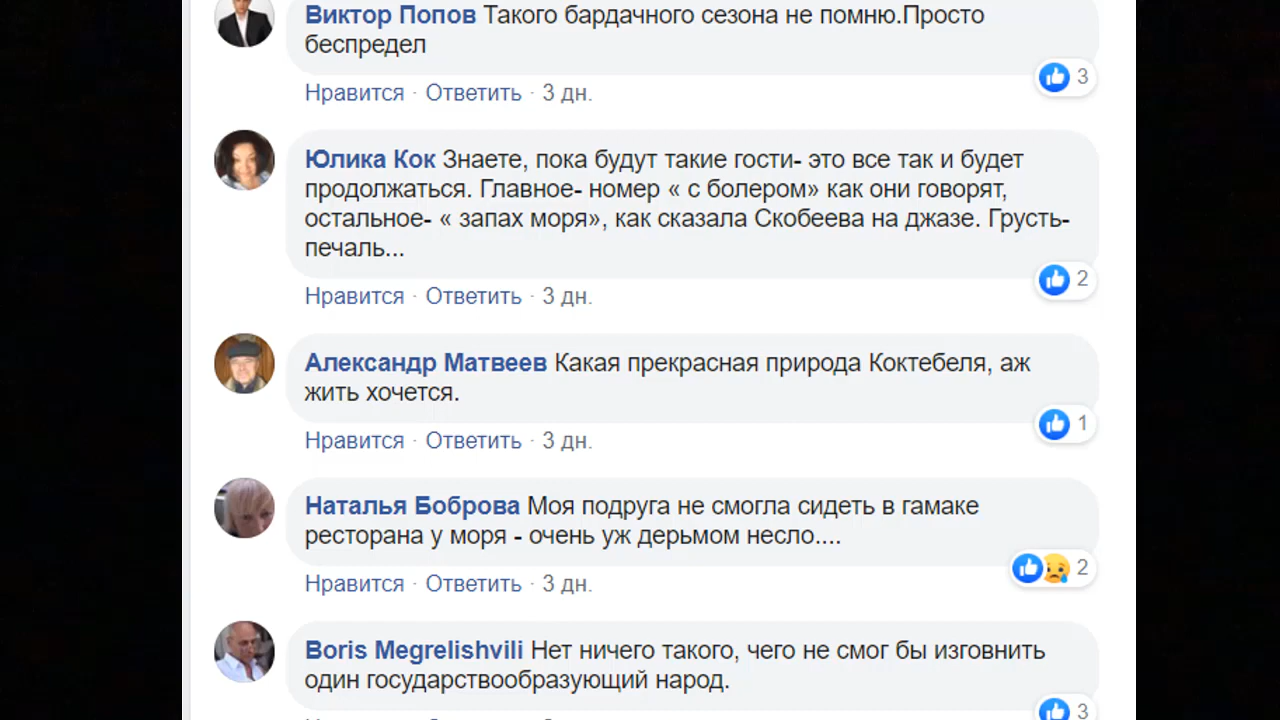 Виктор Попов Такого бардачного сезона не помню.Просто
беспредел
3
Нравится · Ответить · 3 дн.
Юлика Кок Знаете, пока будут такие гости- это все так и будет
продолжаться. Главное- номер « с болером» как они говорят,
остальное- « запах моря», как сказала Скобеева на джазе. Грусть-
печаль...
2
Нравится · Ответить · 3 дн.
Александр Матвеев Какая прекрасная природа Коктебеля, аж
жить хочется.
1
Нравится · Ответить · 3 дн.
Наталья Боброва Моя подруга не смогла сидеть в гамаке
ресторана у моря - очень уж дерьмом несло....
2
Нравится · Ответить · 3 дн.
Boris Megrelishvili Нет ничего такого, чего не смог бы изговнить
один государствообразующий народ.
3